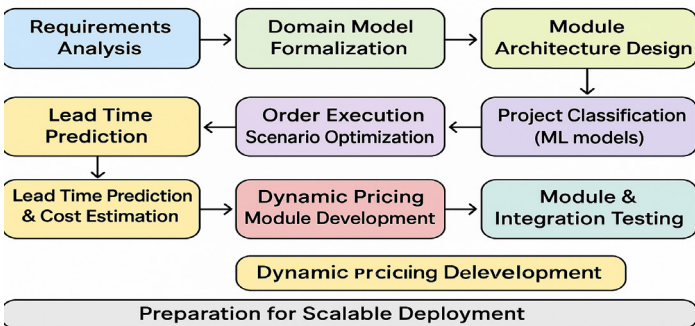 Requirements
Analysis
Domain Model
Formalization
Module
Architecture Design
Lead Time
Prediction
Order Execution
Scenario Optimization
Project Classification
(ML models)
Lead Time Prediction
& Cost Estimation
Dynamic Pricing
Module Development
Module &
Integration Testing
Dynamic Prcicing Delevelopment
Preparation for Scalable Deployment